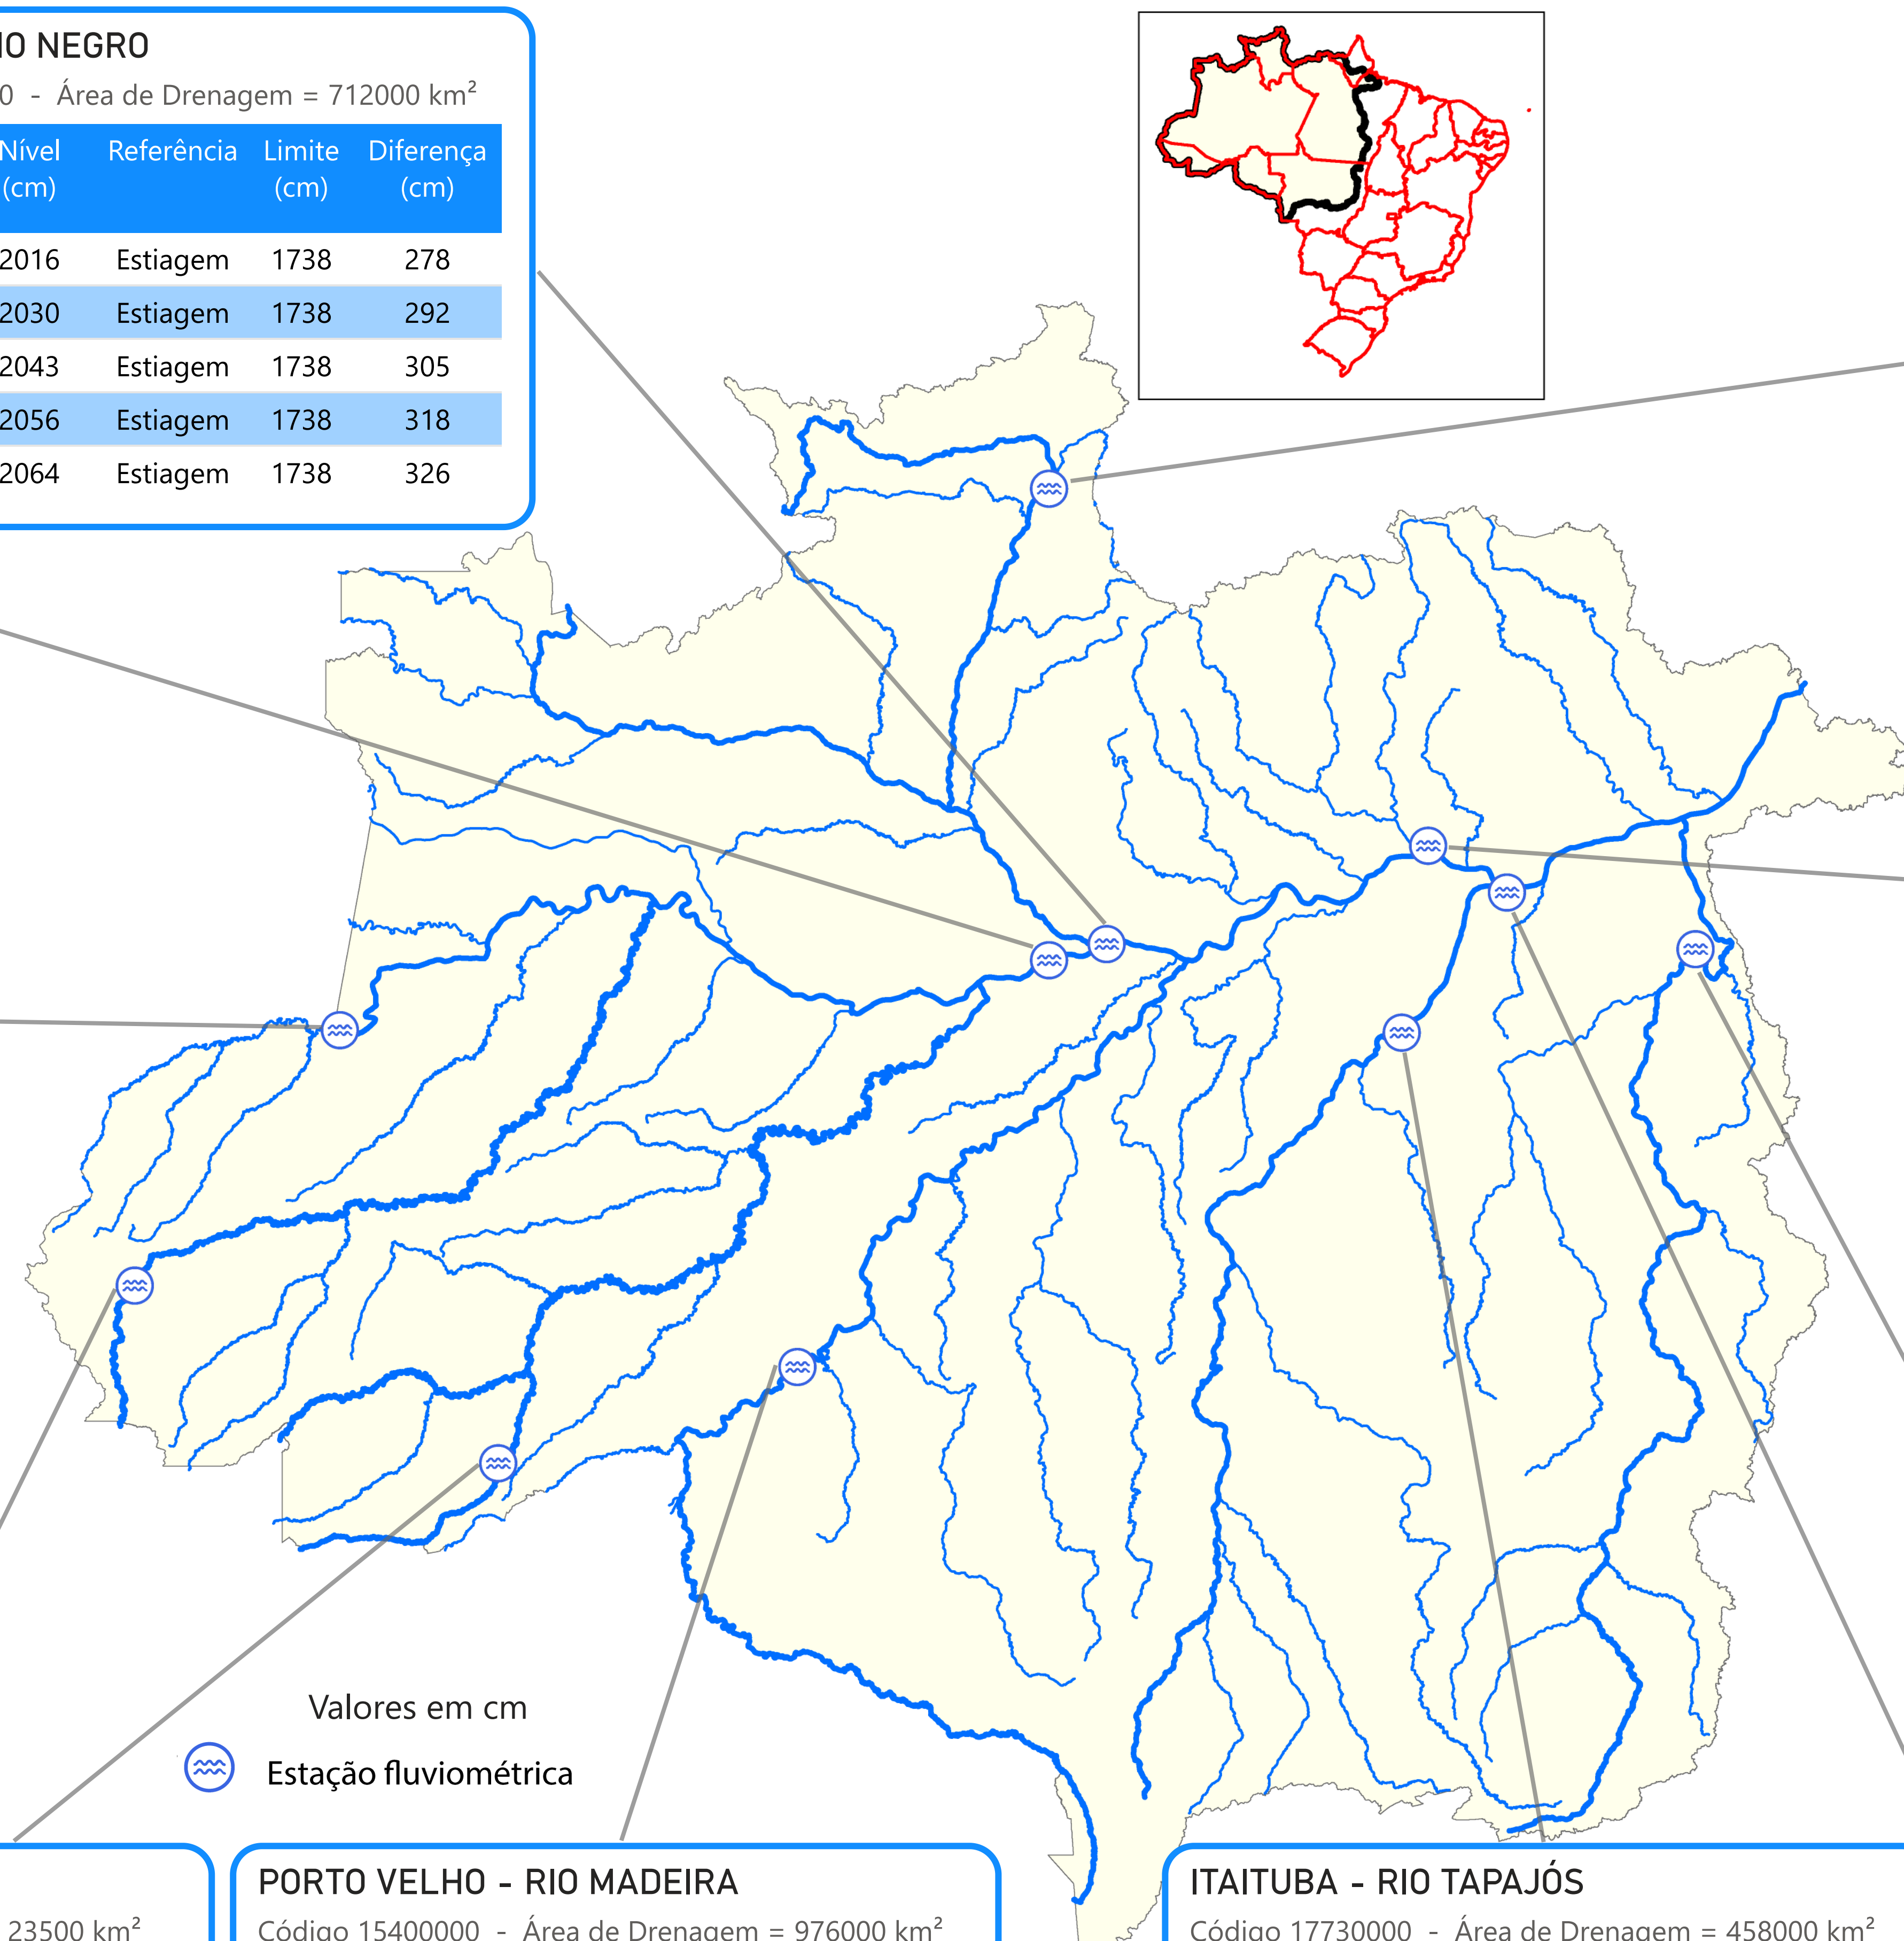 IO NEGRO
0 - Área de Drenagem = 712000 km²
Nível Referência Limite Diferença
(cm) (cm) (cm)
2016 Estiagem 1738 278
2030 Estiagem 1738 292
2043 Estiagem 1738 305
2056 Estiagem 1738 318
2064 Estiagem 1738 326
Valores em cm
Estação fluviométrica
23500 km²
PORTO VELHO - RIO MADEIRA
Código 15400000 - Área de Drenagem = 976000 km²
ITAITUBA - RIO TAPAJÓS
Código 17730000 - Área de Drenagem = 458000 km²